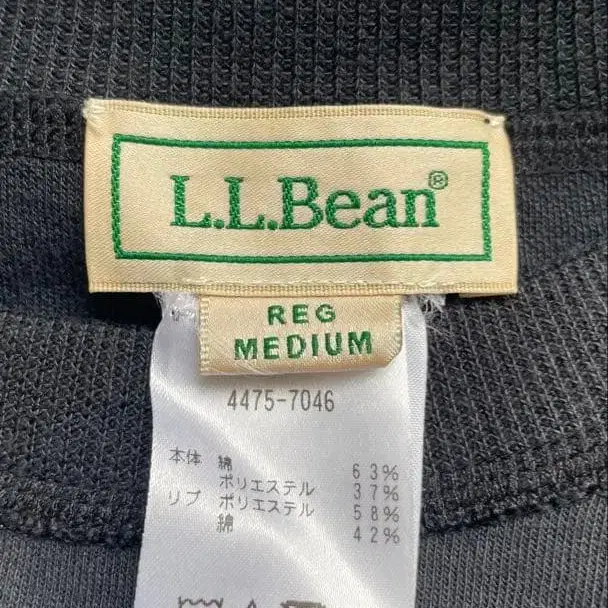 L.L.Bean®
REG
MEDIUM
4475-7046
本体 綿 63%
ポリエステル 37%
リブ ポリエステル 58%
綿 42%